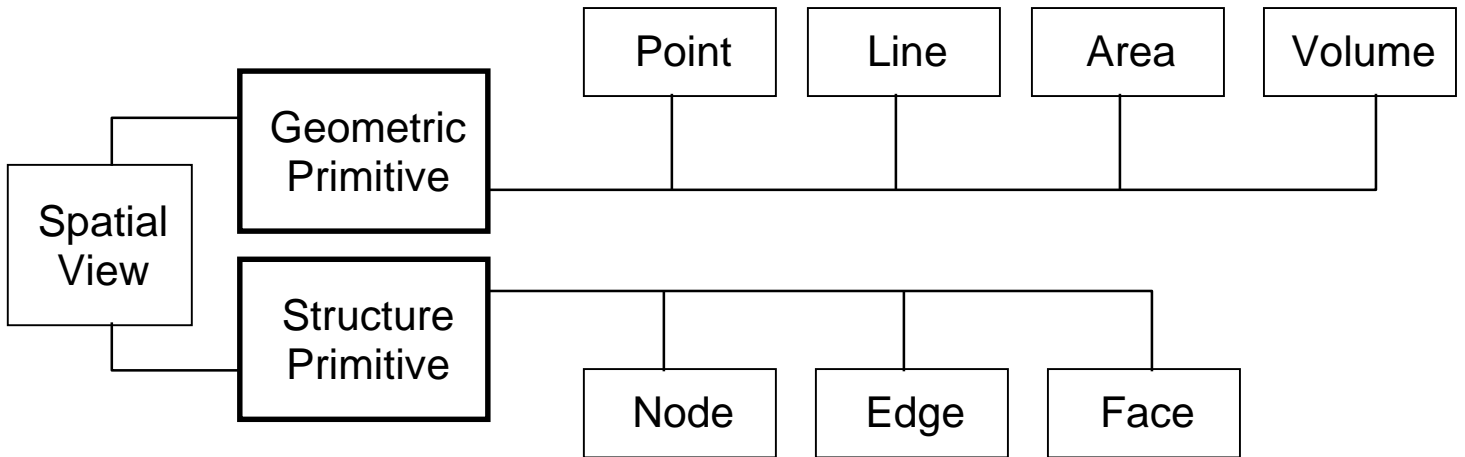 Point
Line
Area
Volume
Geometric
Primitive
Spatial
View
Structure
Primitive
Node
Edge
Face